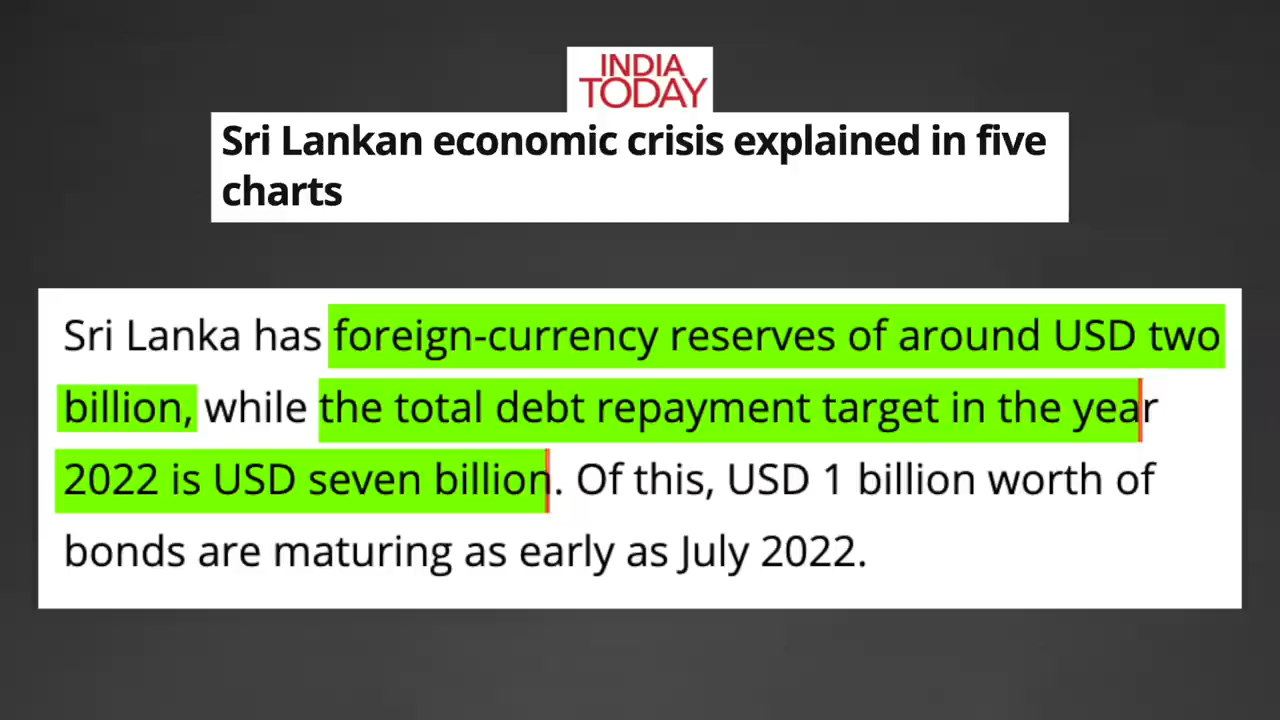 INDIA
TODAY
Sri Lankan economic crisis explained in five
charts
Sri Lanka has foreign-currency reserves of around USD two
billion, while the total debt repayment target in the year
2022 is USD seven billion. Of this, USD 1 billion worth of
bonds are maturing as early as July 2022.